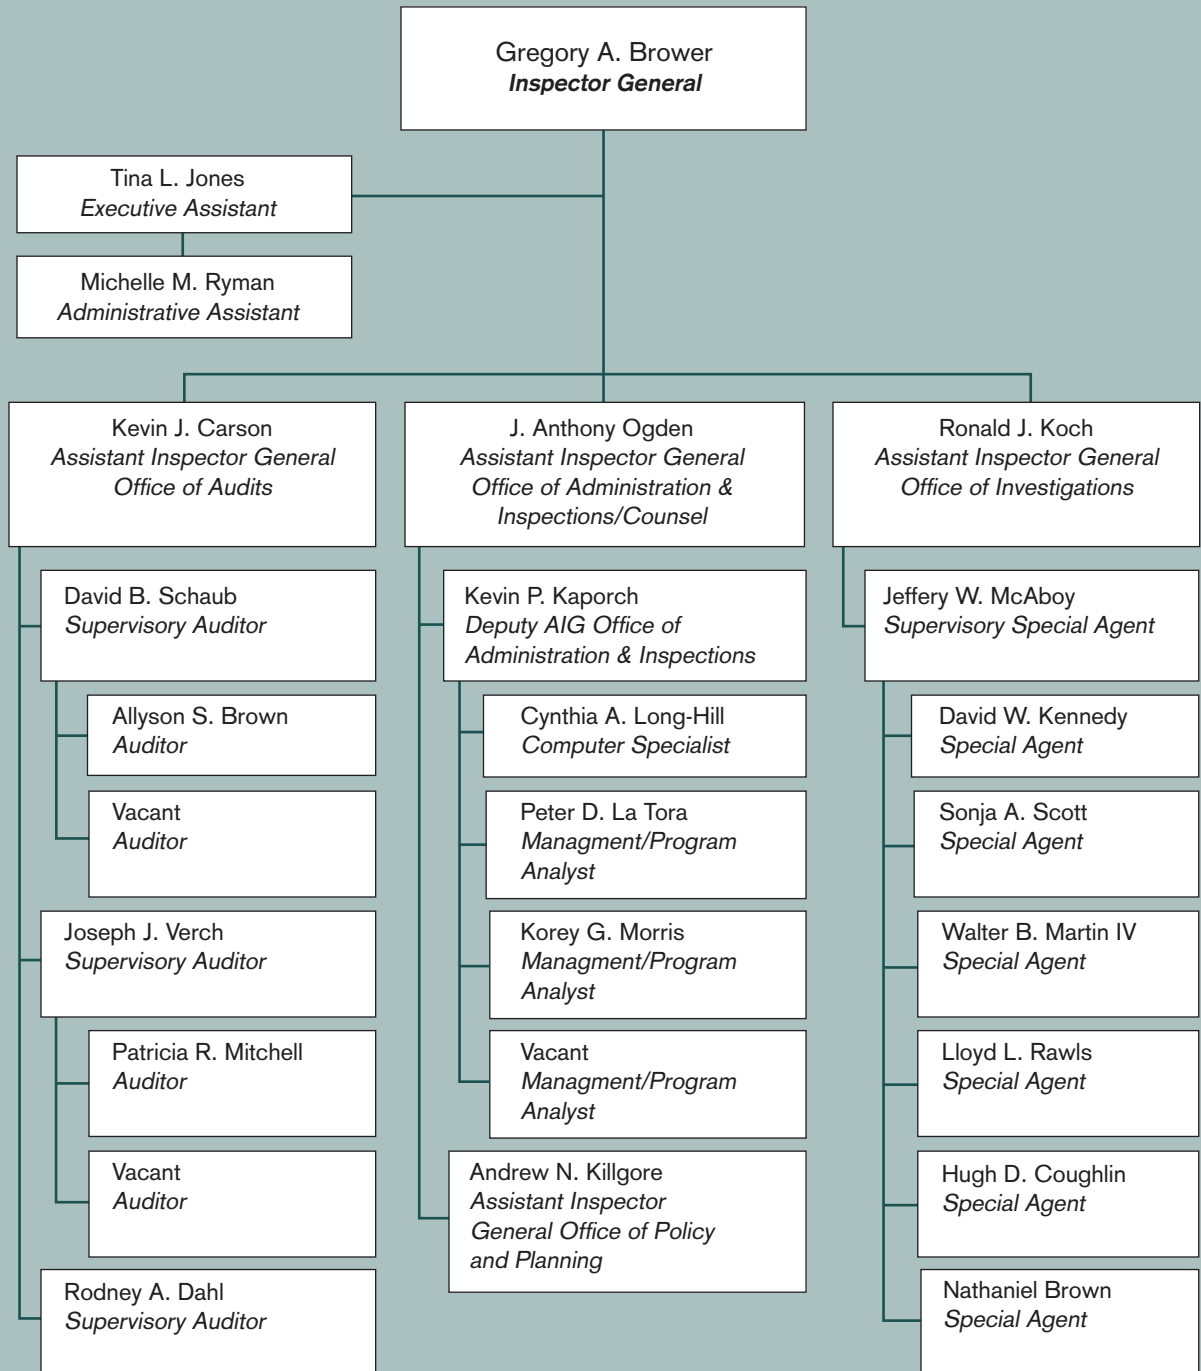 Gregory A. Brower
Inspector General
Tina L. Jones
Executive Assistant
Michelle M. Ryman
Administrative Assistant
Kevin J. Carson
Assistant Inspector General
Office of Audits
David B. Schaub
Supervisory Auditor
Allyson S. Brown
Auditor
Vacant
Auditor
Joseph J. Verch
Supervisory Auditor
Patricia R. Mitchell
Auditor
Vacant
Auditor
Rodney A. Dahl
Supervisory Auditor
J. Anthony Ogden
Assistant Inspector General
Office of Administration &
Inspections/Counsel
Kevin P. Kaporch
Deputy AIG Office of
Administration & Inspections
Cynthia A. Long-Hill
Computer Specialist
Peter D. La Tora
Managment/Program
Analyst
Korey G. Morris
Managment/Program
Analyst
Vacant
Managment/Program
Analyst
Andrew N. Killgore
Assistant Inspector
General Office of Policy
and Planning
Ronald J. Koch
Assistant Inspector General
Office of Investigations
Jeffery W. McAboy
Supervisory Special Agent
David W. Kennedy
Special Agent
Sonja A. Scott
Special Agent
Walter B. Martin IV
Special Agent
Lloyd L. Rawls
Special Agent
Hugh D. Coughlin
Special Agent
Nathaniel Brown
Special Agent